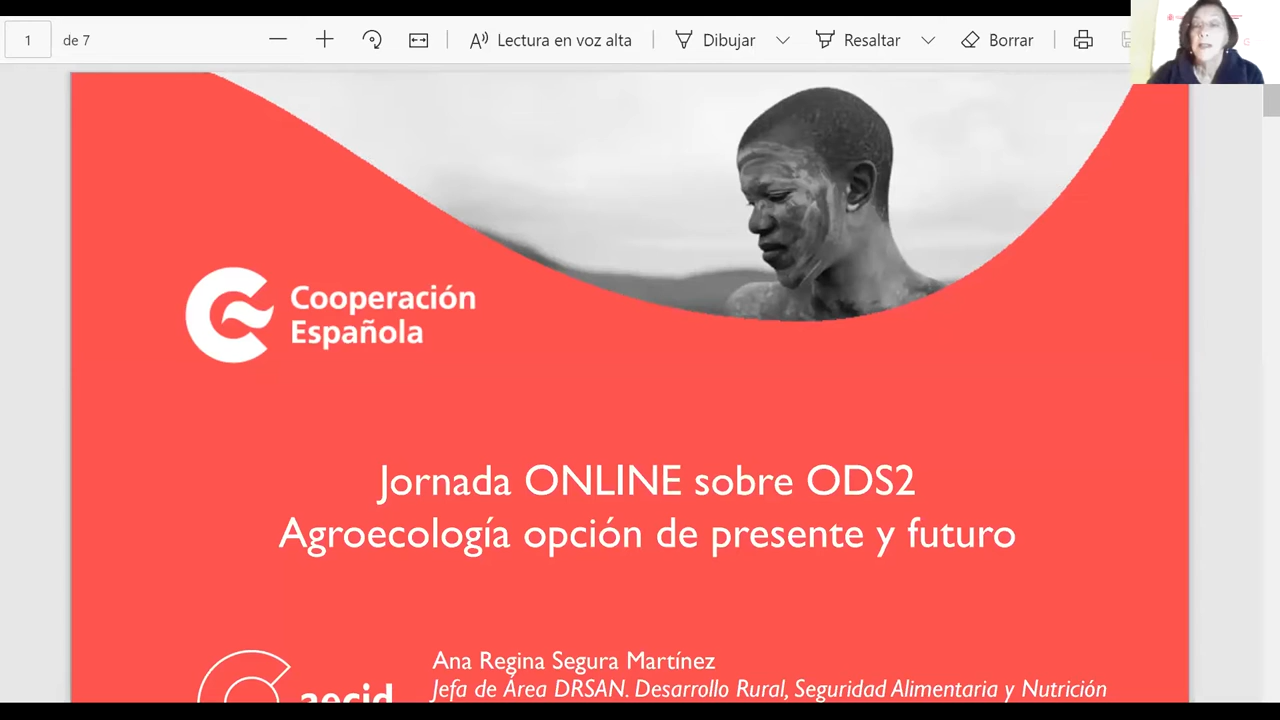 1 de 7 Lectura en voz alta Dibujar Resaltar Borrar
Cooperación
Española
Jornada ONLINE sobre ODS2
Agroecología opción de presente y futuro
Ana Regina Segura Martínez
aecid
Jefa de Área DRSAN. Desarrollo Rural, Seguridad Alimentaria y Nutrición